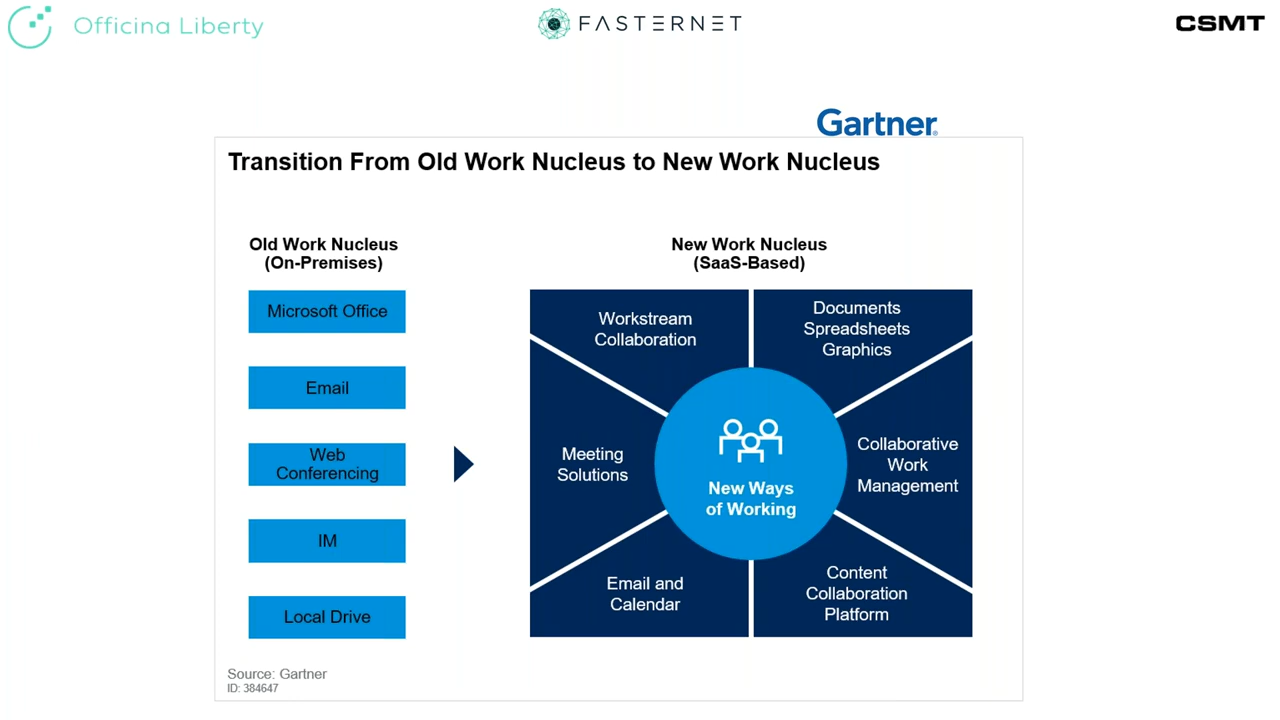 Officina Liberty
FASTERNET
CSMT
Gartner®
Transition From Old Work Nucleus to New Work Nucleus
Old Work Nucleus
(On-Premises)
Microsoft Office
Email
Web
Conferencing
IM
Local Drive
New Work Nucleus
(SaaS-Based)
Workstream
Collaboration
Documents
Spreadsheets
Graphics
Meeting
Solutions
Collaborative
Work
Management
New Ways
of Working
Email and
Calendar
Content
Collaboration
Platform
Source: Gartner
ID: 384647